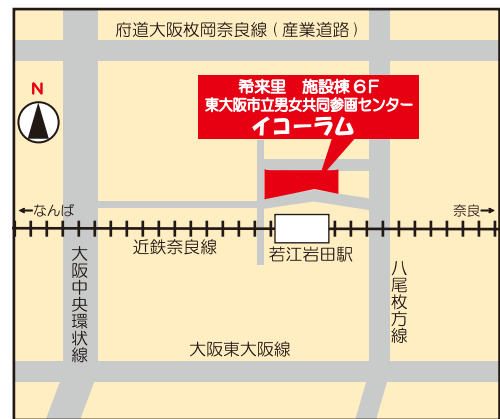 府道大阪枚岡奈良線(産業道路)
希来里 施設棟6F
東大阪市立男女共同参画センター
イコーラム
N
←なんば
奈良→
近鉄奈良線
若江岩田駅
大阪中央環状線
八尾枚方線
大阪東大阪線